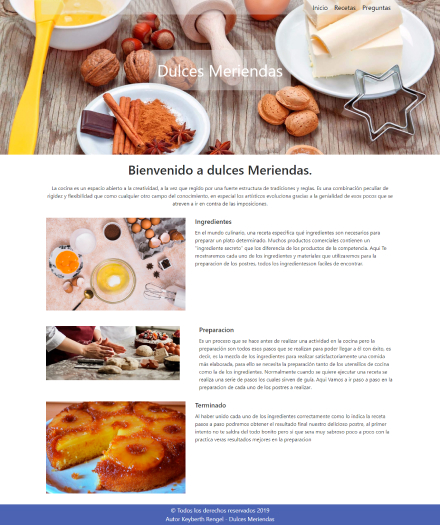 Inicio Recetas Preguntas
Dulces Meriendas
Bienvenido a dulces Meriendas.
La cocina es un espacio abierto a la creatividad, a la vez que regido por una fuerte estructura de tradiciones y reglas. Es una combinación peculiar de
rigidez y flexibilidad que como cualquier otro campo del conocimiento, en especial los artísticos evoluciona gracias a la genialidad de esos pocos que se
atreven a ir en contra de las imposiciones.
Ingredientes
En el mundo culinario, una receta especifica qué ingredientes son necesarios para
preparar un plato determinado. Muchos productos comerciales contienen un
"ingrediente secreto" que los diferencia de los productos de la competencia. Aqui Te
mostraremos cada uno de los ingredientes y materiales que utilizaremos para la
preparacion de los postres, todos los ingredientesson faciles de encontrar.
Preparacion
Es un proceso que se hace antes de realizar una actividad en la cocina pero la
preparación son todos esos pasos que se realizan para poder llegar a él con éxito, es
decir, es la mezcla de los ingredientes para realizar satisfactoriamente una comida
más elaborada, para ello se necesita la preparación tanto de los utensilios de cocina
como la de los ingredientes. Normalmente cuando se quiere ejecutar una receta se
realiza una serie de pasos los cuales sirven de guía. Aqui Vamos a ir paso a paso en la
preparacion de cada uno de los postres a realizar.
Terminado
Al haber unido cada uno de los ingredientes correctamente como lo indica la receta
pasos a paso podremos obtener el resultado final nuestro delicioso postre, al primer
intento no te saldra del todo bonito pero si que sera muy sabroso poco a poco con la
practica veras resultados mejores en la preparacion
© Todos los derechos reservados 2019
Autor Keyberth Rengel - Dulces Meriendas